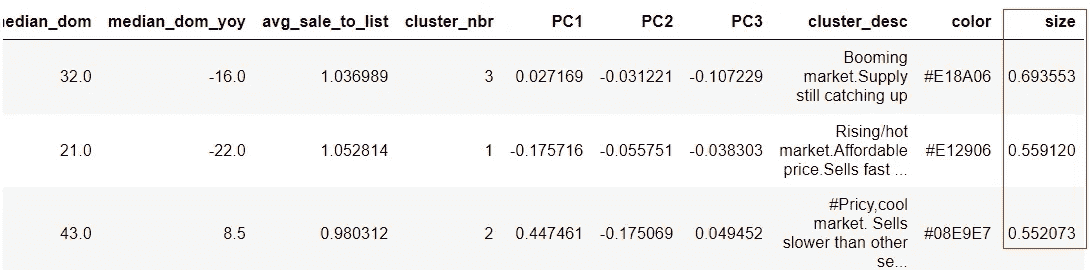 nedian_dom median_dom_yoy avg_sale_to_list cluster_nbr PC1 PC2 PC3 cluster_desc color size
32.0 -16.0 1.036989 3 0.027169 -0.031221 -0.107229 Booming market.Supply still catching up #E18A06 0.693553
21.0 -22.0 1.052814 1 -0.175716 -0.055751 -0.038303 Rising/hot market.Affordable price.Sells fast ... #E12906 0.559120
43.0 8.5 0.980312 2 0.447461 -0.175069 0.049452 #Pricy,cool market. Sells slower than other se... #08E9E7 0.552073